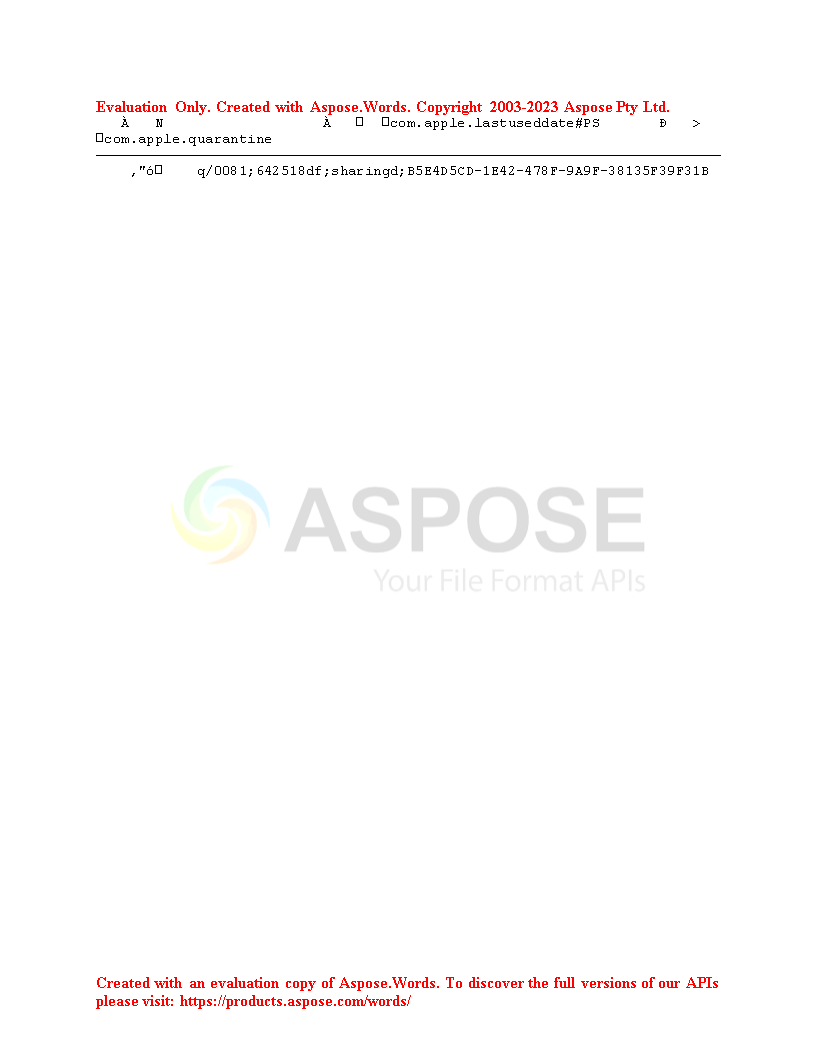 Evaluation Only. Created with Aspose.Words. Copyright 2003-2023 Aspose Pty Ltd.
À N À com.apple.lastuseddate#PS Ð >
com.apple.quarantine
‚"ó q/0081;642518df;sharingd;B5E4D5CD-1E42-478F-9A9F-38135F39F31B
ASPOSE
Your File Format APIs
Created with an evaluation copy of Aspose.Words. To discover the full versions of our APIs
please visit: https://products.aspose.com/words/